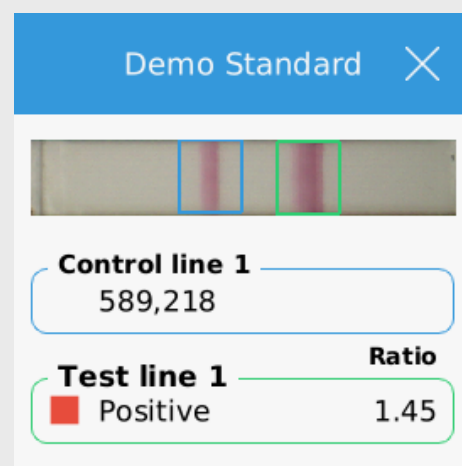 Demo Standard
Control line 1
589,218
Ratio
Test line 1
Positive 1.45